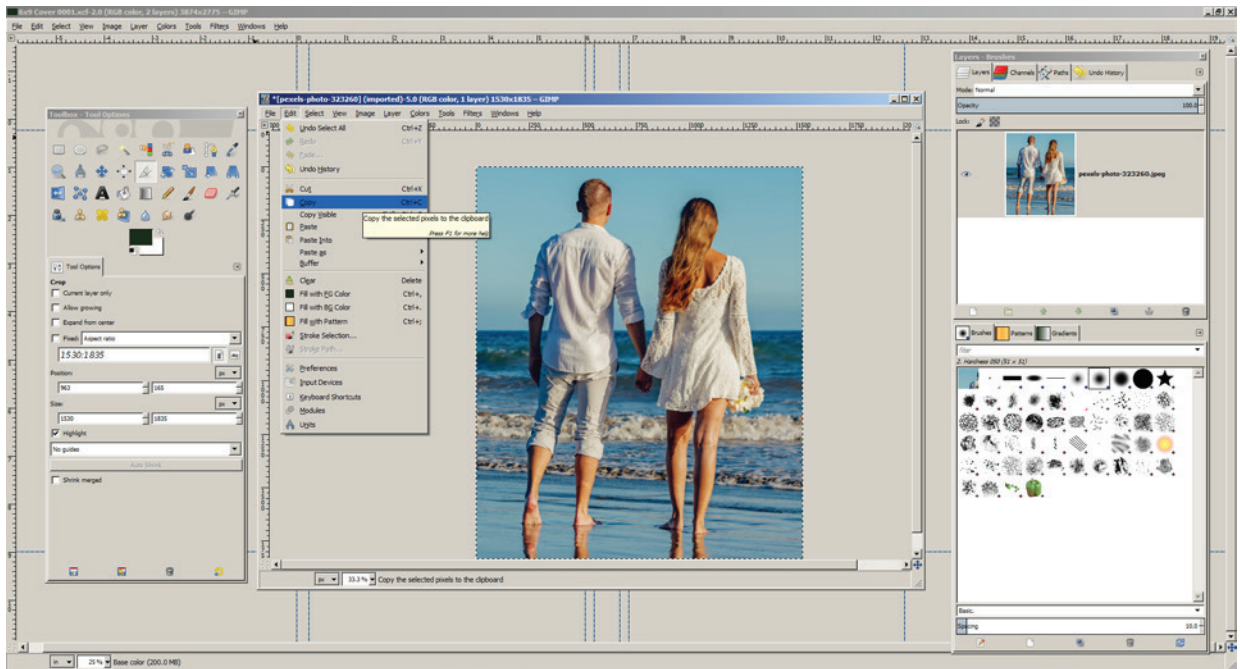 6x9 Cover 0001.xcf-2.0 (RGB color, 2 layers) 3874x2775 – GIMP
File Edit Select View Image Layer Colors Tools Filters Windows Help
Toolbox - Tool Options
Tool Options
Crop
Current layer only
Allow growing
Expand from center
Fixed: Aspect ratio
1530:1835
Position: px
963 165
Size: px
1530 1835
Highlight
No guides
Auto Shrink
Shrink merged
*[pexels-photo-323260] (imported)-5.0 (RGB color, 1 layer) 1530x1835 – GIMP
File Edit Select View Image Layer Colors Tools Filters Windows Help
Undo Select All Ctrl+Z
Redo Ctrl+Y
Fade...
Undo History
Cut Ctrl+X
Copy Ctrl+C
Copy Visible
Copy the selected pixels to the clipboard
Press F1 for more help
Paste
Paste Into
Paste as
Buffer
Clear Delete
Fill with FG Color Ctrl+,
Fill with BG Color Ctrl+.
Fill with Pattern Ctrl+;
Stroke Selection...
Stroke Path...
Preferences
Input Devices
Keyboard Shortcuts
Modules
Units
px 33.3 % Copy the selected pixels to the clipboard
Layers - Brushes
Layers Channels Paths Undo History
Mode: Normal
Opacity 100.0
Lock:
pexels-photo-323260.jpeg
Brushes Patterns Gradients
filter
2. Hardness 050 (51 × 51)
Basic.
Spacing 10.0
in 25 % Base color (200.0 MB)